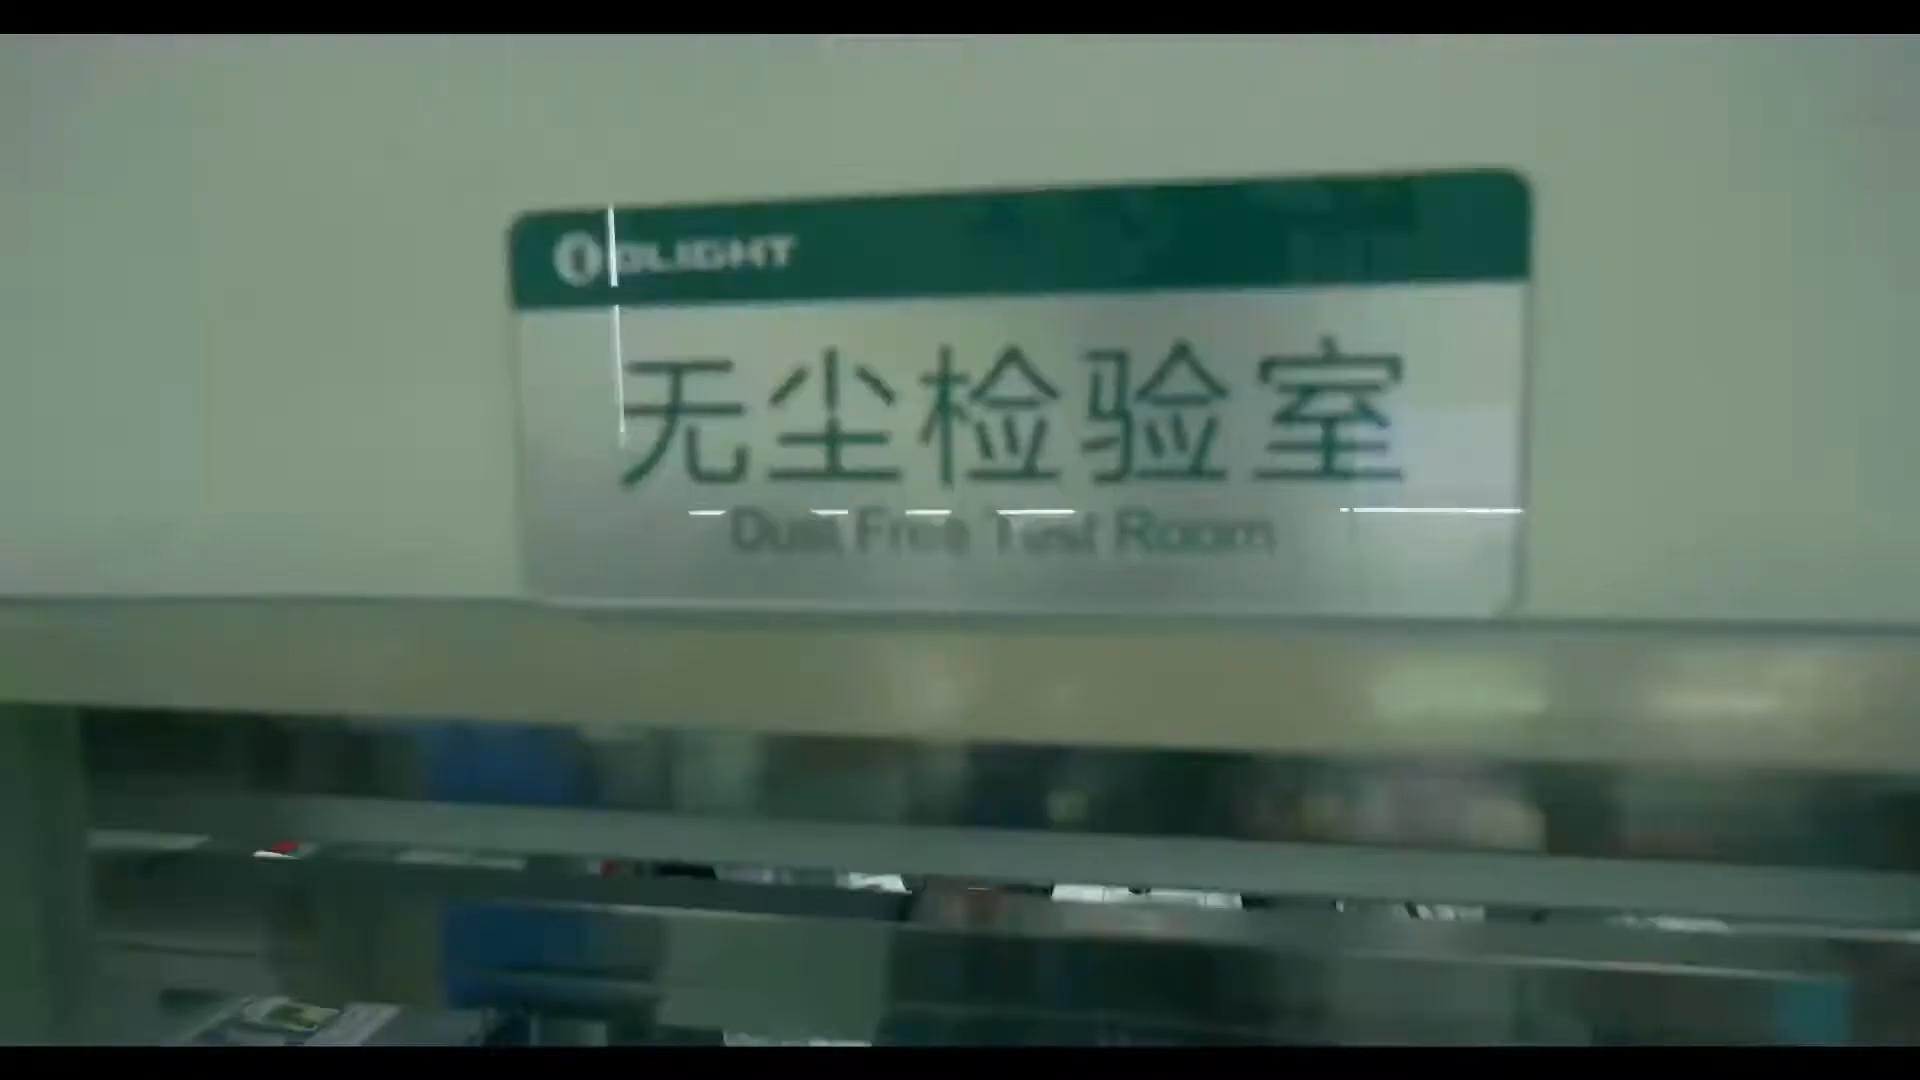 OLIGHT
无尘检验室
Dust Free Test Room